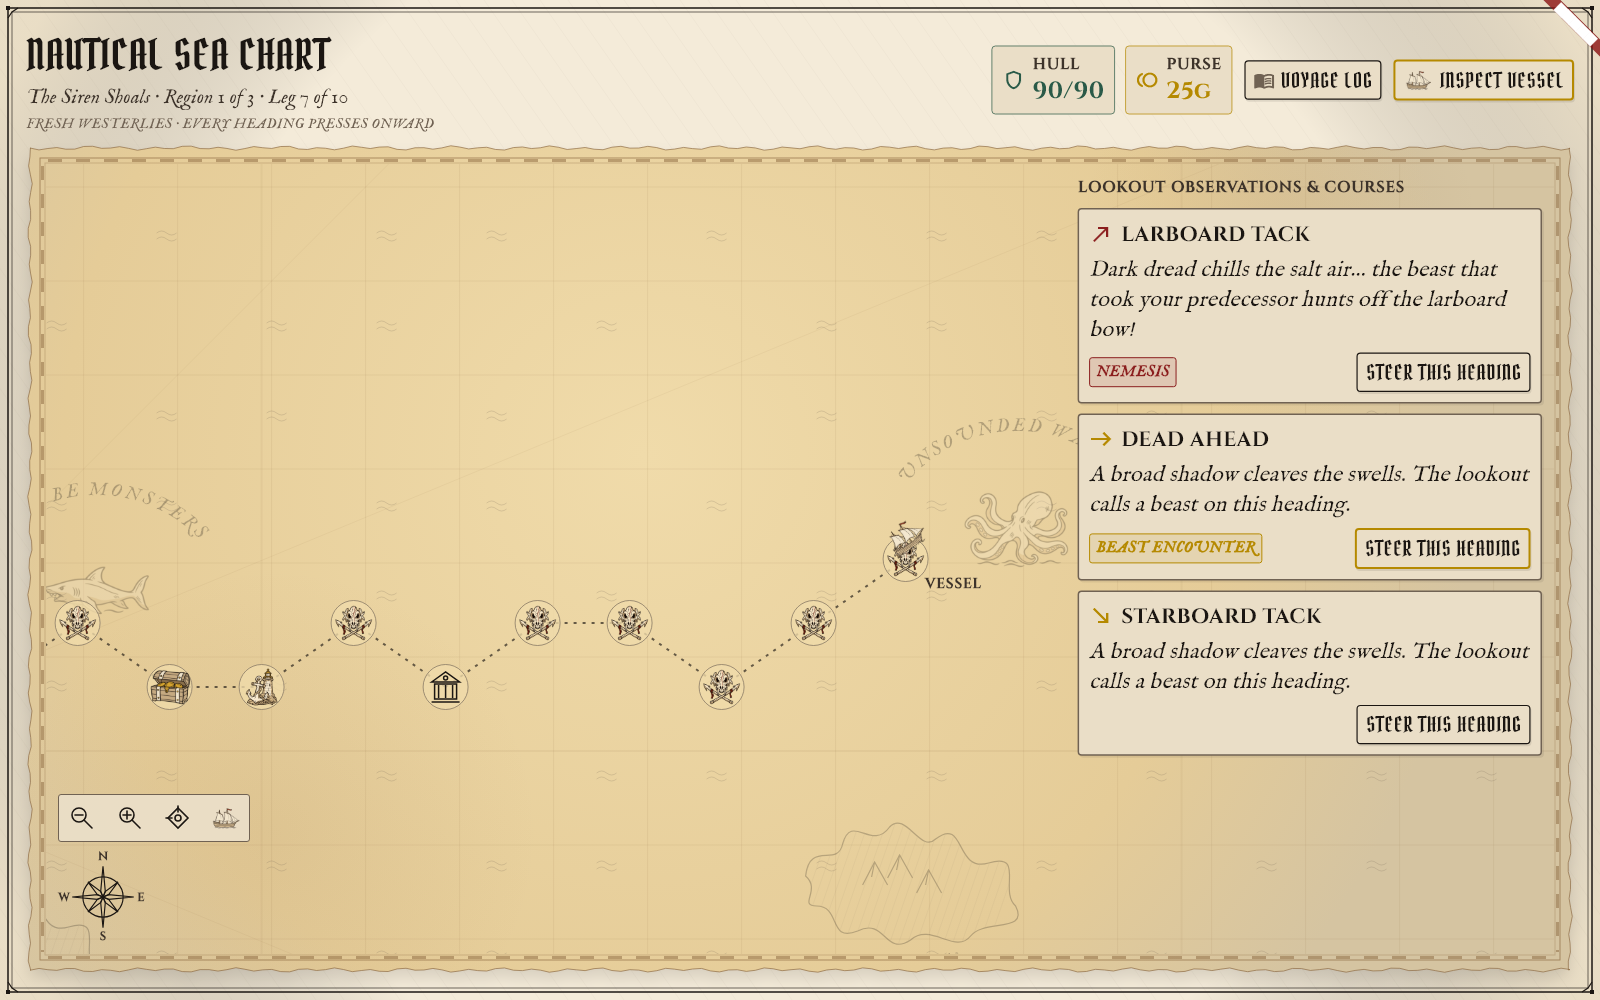 NAUTICAL SEA CHART
The Siren Shoals · Region 1 of 3 · Leg 7 of 10
FRESH WESTERLIES · EVERY HEADING PRESSES ONWARD
HULL
90/90
PURSE
25G
VOYAGE LOG
INSPECT VESSEL
LOOKOUT OBSERVATIONS & COURSES
LARBOARD TACK
Dark dread chills the salt air... the beast that
took your predecessor hunts off the larboard
bow!
NEMESIS
STEER THIS HEADING
DEAD AHEAD
A broad shadow cleaves the swells. The lookout
calls a beast on this heading.
BEAST ENCOUNTER
STEER THIS HEADING
STARBOARD TACK
A broad shadow cleaves the swells. The lookout
calls a beast on this heading.
STEER THIS HEADING
UNSOUNDED
BE MONSTERS
VESSEL
N
W
E
S